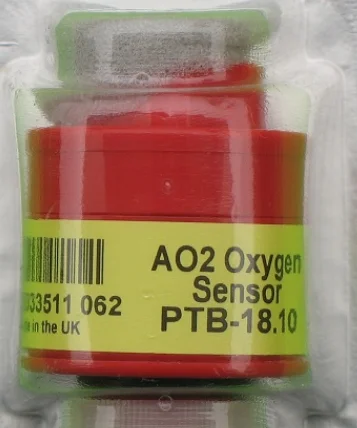 AO2 Oxygen
Sensor
PTB-18.10
33511 062
in the UK